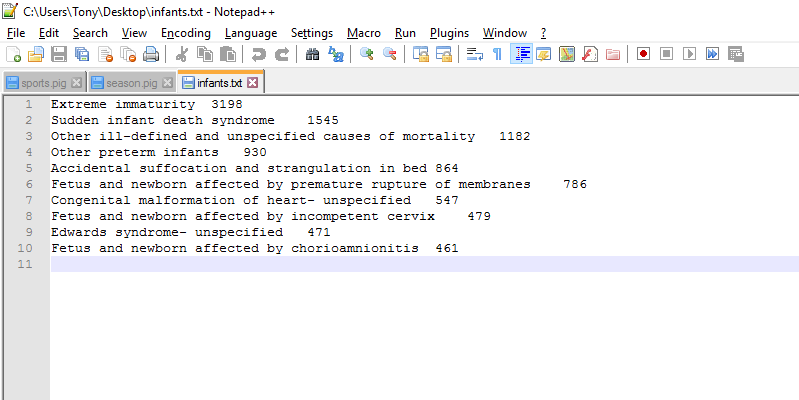 C:\Users\Tony\Desktop\infants.txt - Notepad++
File Edit Search View Encoding Language Settings Macro Run Plugins Window ?
sports.pig season.pig infants.txt
1 Extreme immaturity 3198
2 Sudden infant death syndrome 1545
3 Other ill-defined and unspecified causes of mortality 1182
4 Other preterm infants 930
5 Accidental suffocation and strangulation in bed 864
6 Fetus and newborn affected by premature rupture of membranes 786
7 Congenital malformation of heart- unspecified 547
8 Fetus and newborn affected by incompetent cervix 479
9 Edwards syndrome- unspecified 471
10 Fetus and newborn affected by chorioamnionitis 461
11